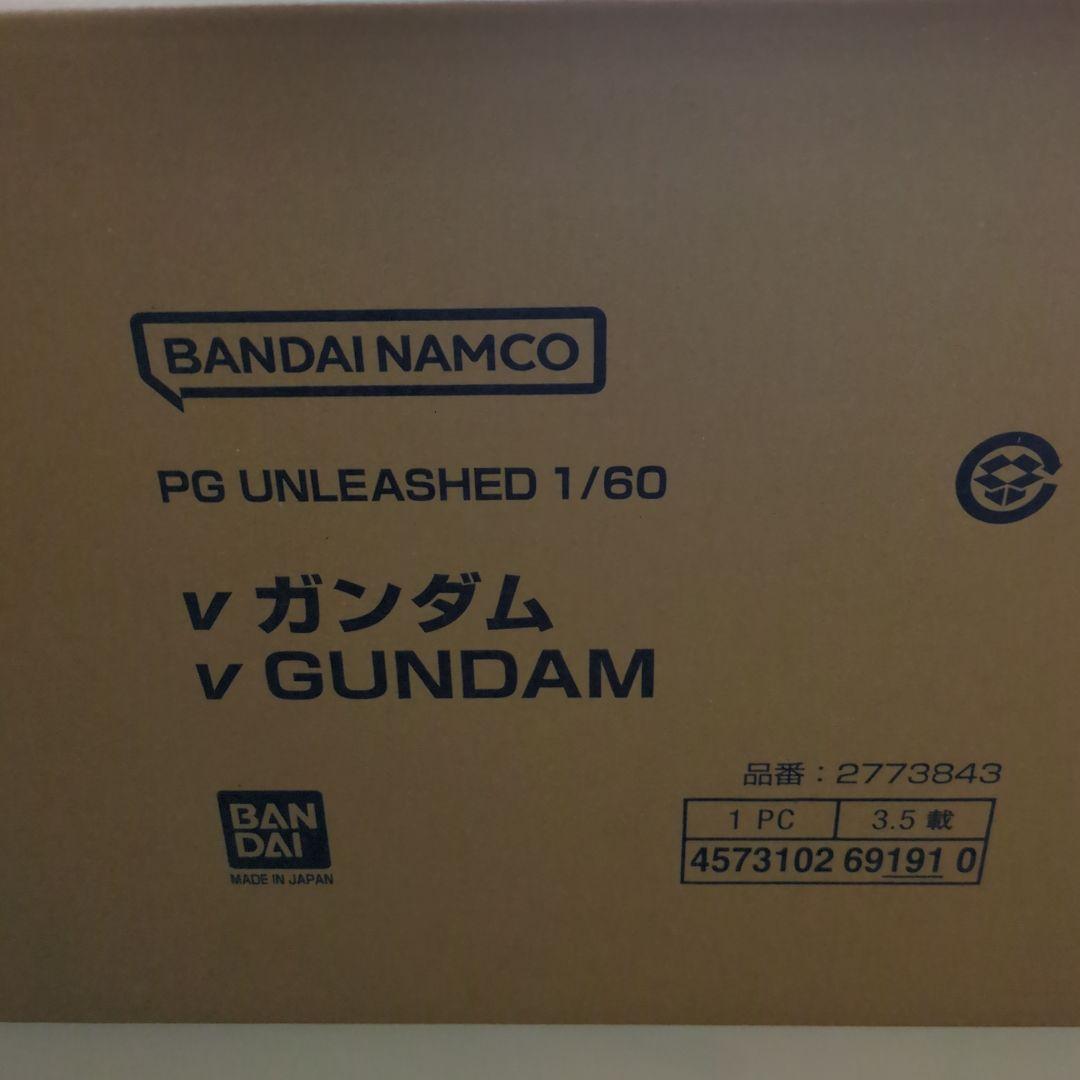 BANDAI NAMCO
PG UNLEASHED 1/60
ν ガンダム
ν GUNDAM
BAN
DAI
MADE IN JAPAN
品番：2773843
1 PC 3.5 載
4573102 69191 0